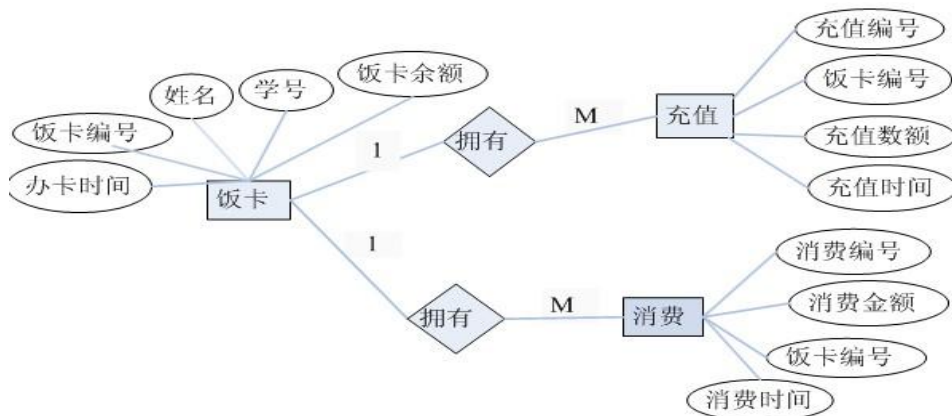 充值编号
饭卡余额
姓名
学号
饭卡编号
M
充值
饭卡编号
拥有
1
充值数额
办卡时间
饭卡
充值时间
1
消费编号
拥有
M
消费
消费金额
饭卡编号
消费时间